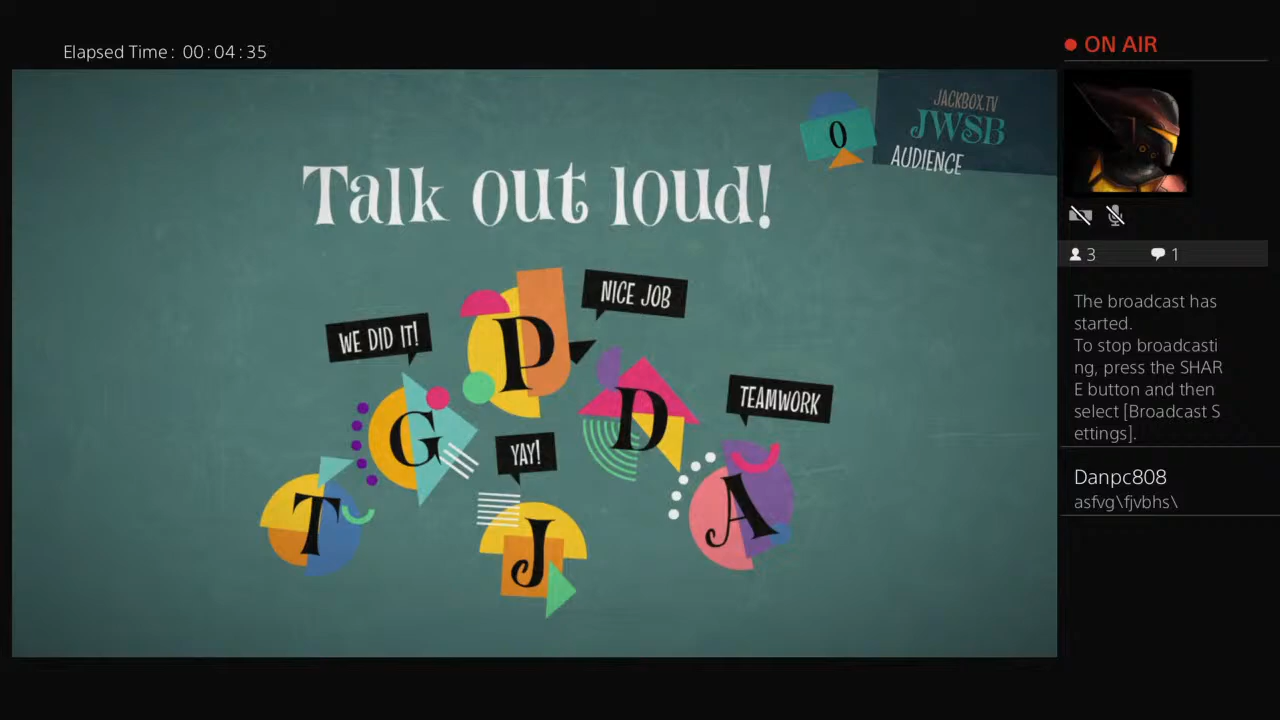 Elapsed Time: 00:04:35
ON AIR
JACKBOX.TV
JWSB
0
AUDIENCE
Talk out loud!
NICE JOB
WE DID IT!
P
D
TEAMWORK
G
YAY!
T
J
A
3
1
The broadcast has
started.
To stop broadcasti
ng, press the SHAR
E button and then
select [Broadcast S
ettings].
Danpc808
asfvg\fjvbhs\